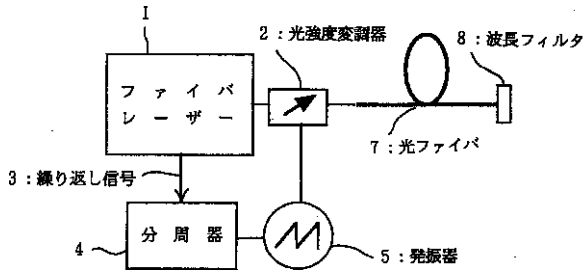 1
2:光強度変調器
8:波長フィルタ
ファイバ
レーザー
7:光ファイバ
3:繰り返し信号
分周器
4
5:発振器